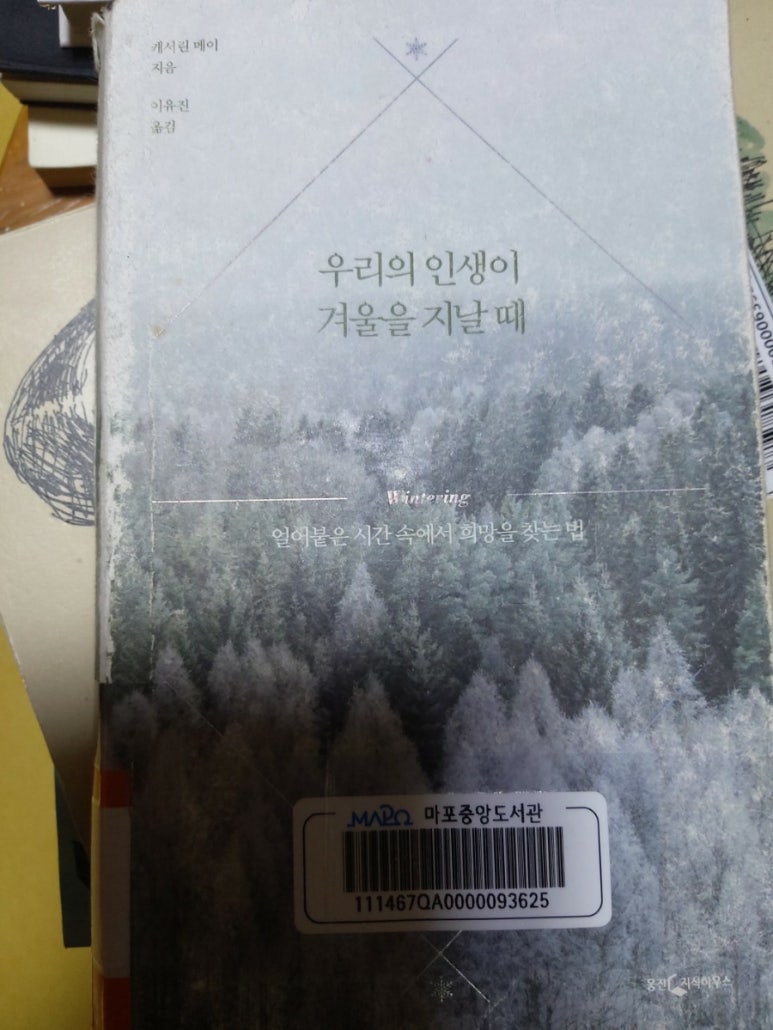 캐서린 메이
지음
이유진
옮김
우리의 인생이
겨울을 지날 때
Wintering
얼어붙은 시간 속에서 희망을 찾는 법
MAPO 마포중앙도서관
111467QA0000093625
웅진 지식하우스